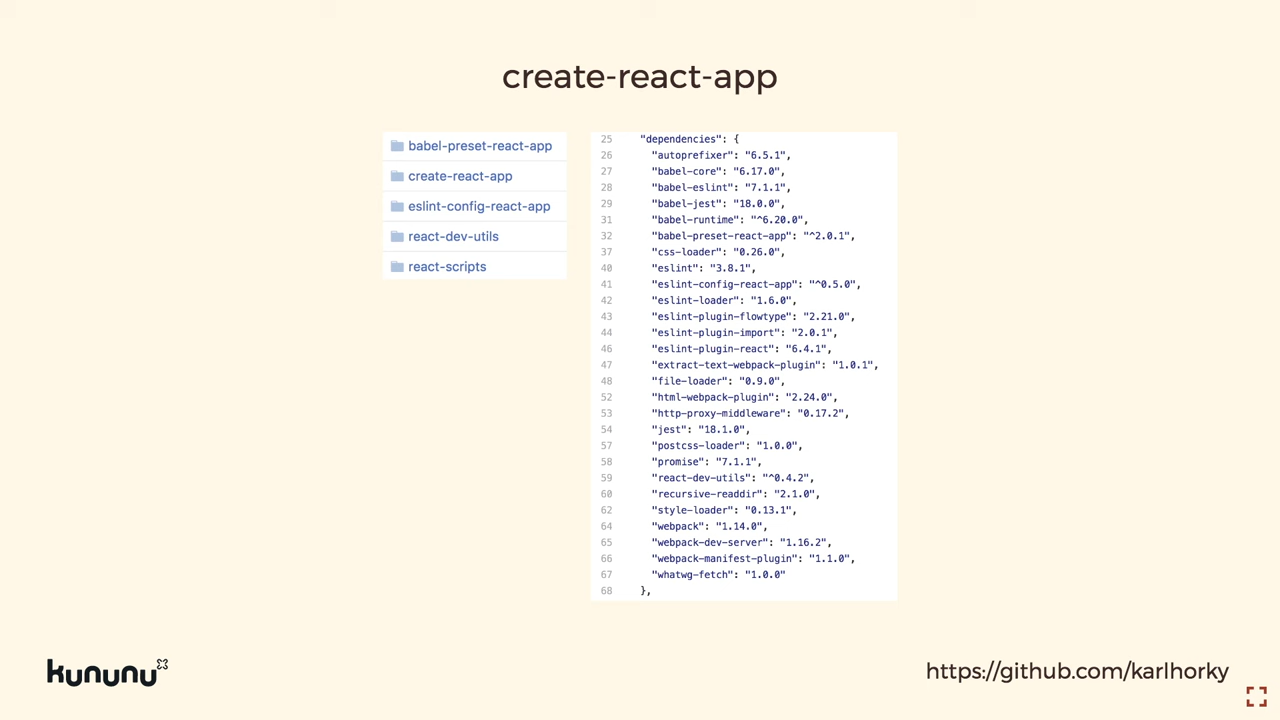 create-react-app
babel-preset-react-app
create-react-app
eslint-config-react-app
react-dev-utils
react-scripts
25 "dependencies": {
26 "autoprefixer": "6.5.1",
27 "babel-core": "6.17.0",
28 "babel-eslint": "7.1.1",
29 "babel-jest": "18.0.0",
31 "babel-runtime": "^6.20.0",
32 "babel-preset-react-app": "^2.0.1",
37 "css-loader": "0.26.0",
40 "eslint": "3.8.1",
41 "eslint-config-react-app": "^0.5.0",
42 "eslint-loader": "1.6.0",
43 "eslint-plugin-flowtype": "2.21.0",
44 "eslint-plugin-import": "2.0.1",
46 "eslint-plugin-react": "6.4.1",
47 "extract-text-webpack-plugin": "1.0.1",
48 "file-loader": "0.9.0",
52 "html-webpack-plugin": "2.24.0",
53 "http-proxy-middleware": "0.17.2",
54 "jest": "18.1.0",
57 "postcss-loader": "1.0.0",
58 "promise": "7.1.1",
59 "react-dev-utils": "^0.4.2",
60 "recursive-readdir": "2.1.0",
62 "style-loader": "0.13.1",
64 "webpack": "1.14.0",
65 "webpack-dev-server": "1.16.2",
66 "webpack-manifest-plugin": "1.1.0",
67 "whatwg-fetch": "1.0.0"
68 },
kununu
https://github.com/karlhorky